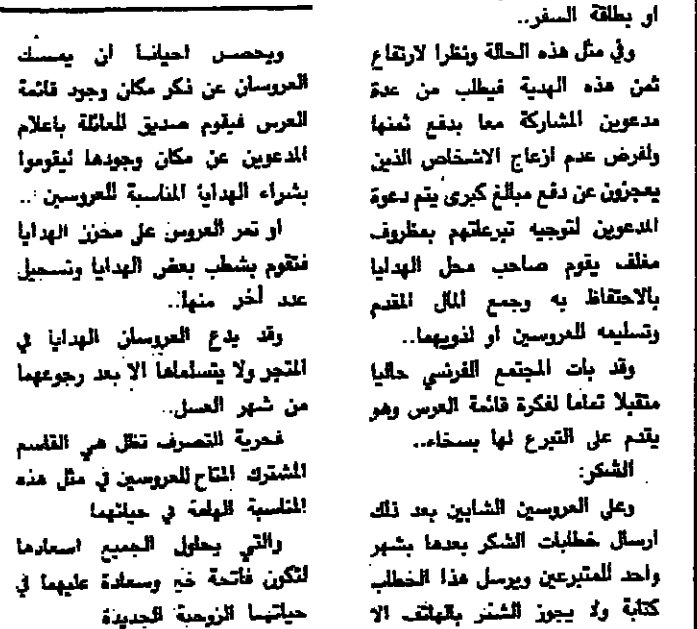 او بطاقة السفر..
وفي مثل هذه الحالة ونظرا لارتفاع
ثمن هذه الهدية فيطلب من عدة
مدعوين المشاركة معا بدفع ثمنها
ولغرض عدم ازعاج الاشخاص الذين
يعجزون عن دفع مبالغ كبرى يتم دعوة
المدعوين لتوجيه تبرعاتهم بمظروف
مغلف يقوم صاحب محل الهدايا
بالاحتفاظ به وجمع المال المقدم
وتسليمه للعروسين او لذويهما..
وقد بات المجتمع الفرنسي حاليا
متقبلا تماما لفكرة قائمة العرس وهو
يقدم على التبرع لها بسخاء..
الشكر:
وعلى العروسين الشابين بعد ذلك
ارسال خطابات الشكر بعدها بشهر
واحد للمتبرعين ويرسل هذا الخطاب
كتابة ولا يجوز الشكر بالهاتف الا
ويحصل احيانا ان يمسك
العروسان عن ذكر مكان وجود قائمة
العرس فيقوم صديق للعائلة باعلام
المدعوين عن مكان وجودها ليقوموا
بشراء الهدايا المناسبة للعروسين..
او تمر العروس على مخزن الهدايا
فتقوم بشطب بعض الهدايا وتسجيل
عدد آخر منها..
وقد يدع العروسان الهدايا في
المتجر ولا يتسلماها الا بعد رجوعهما
من شهر العسل..
فحرية التصرف تظل هي القاسم
المشترك المتاح للعروسين في مثل هذه
المناسبة الهامة في حياتهما
والتي يحاول الجميع اسعادها
لتكون فاتحة خير وسعادة عليهما في
حياتهما الزوجية الجديدة